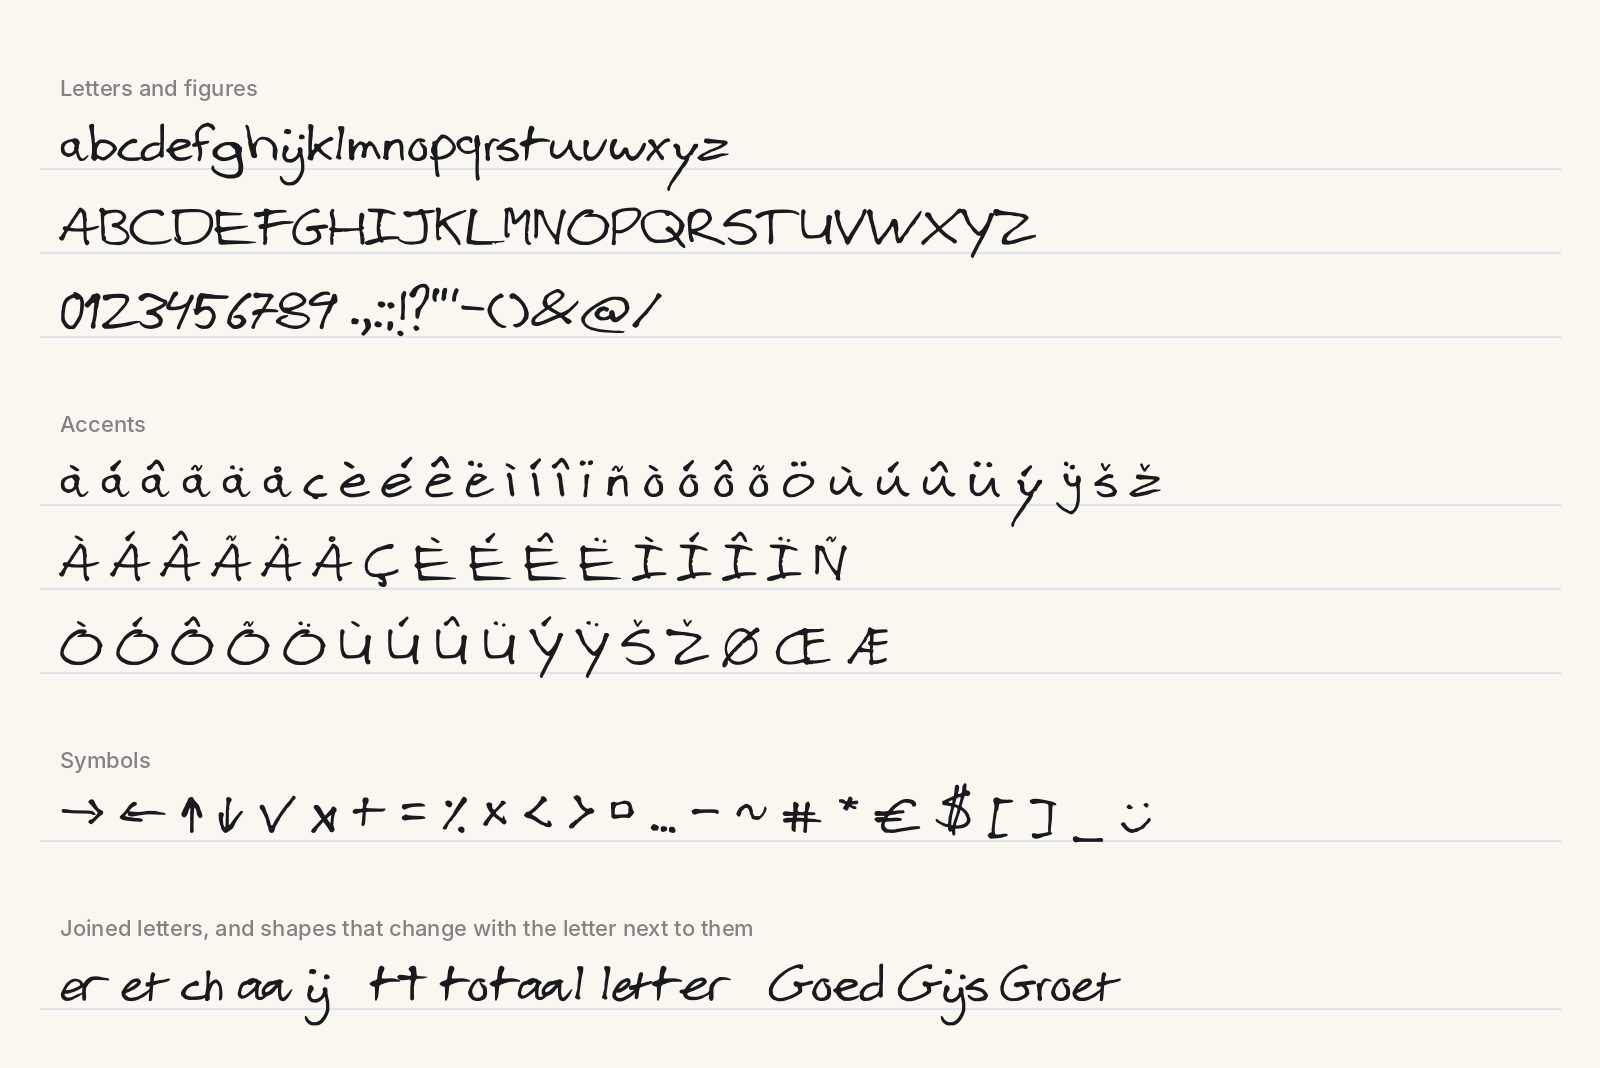 Letters and figures
abcdefghijklmnopqrstuvwxyz
ABCDEFGHIJKLMNOPQRSTUVWXYZ
0123456789 .,:;!?"'-()&@/
Accents
à á â ã ä å ç è é ê ë ì í î ï ñ ò ó ô õ ö ù ú û ü ý ÿ š ž
À Á Â Ã Ä Å Ç È É Ê Ë Ì Í Î Ï Ñ
Ò Ó Ô Õ Ö Ù Ú Û Ü Ý Ÿ Š Ž Ø Œ Æ
Symbols
→ ← ↑ ↓ √ x + = % × < > □ … – ~ # * € $ [ ] _ ü
Joined letters, and shapes that change with the letter next to them
er et ch aa ij tt totaal letter Goed Gijs Groet